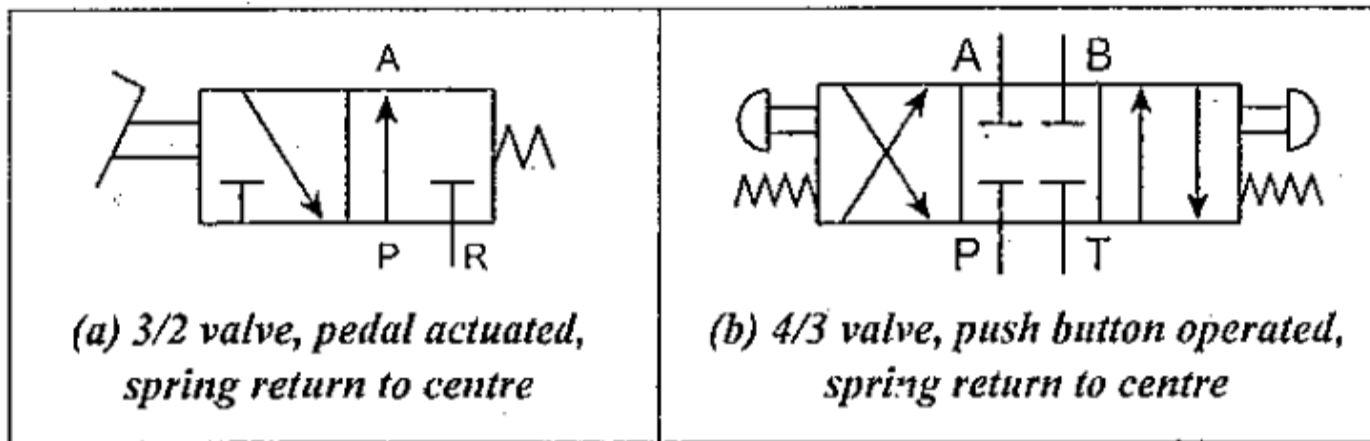 A
P R
(a) 3/2 valve, pedal actuated,
spring return to centre
A B
P T
(b) 4/3 valve, push button operated,
spring return to centre